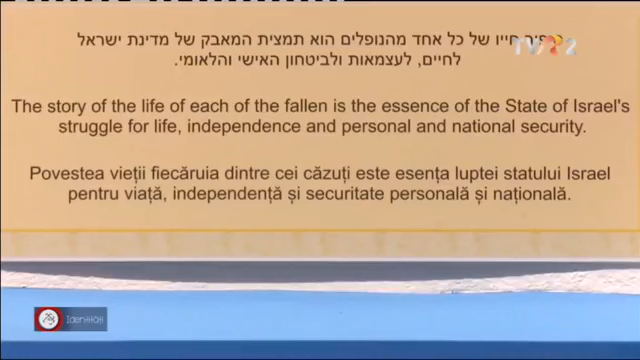 סיפור חייו של כל אחד מהנופלים הוא תמצית המאבק של מדינת ישראל
לחיים, לעצמאות ולביטחון האישי והלאומי.
The story of the life of each of the fallen is the essence of the State of Israel's
struggle for life, independence and personal and national security.
Povestea vieții fiecăruia dintre cei căzuți este esența luptei statului Israel
pentru viață, independență și securitate personală și națională.